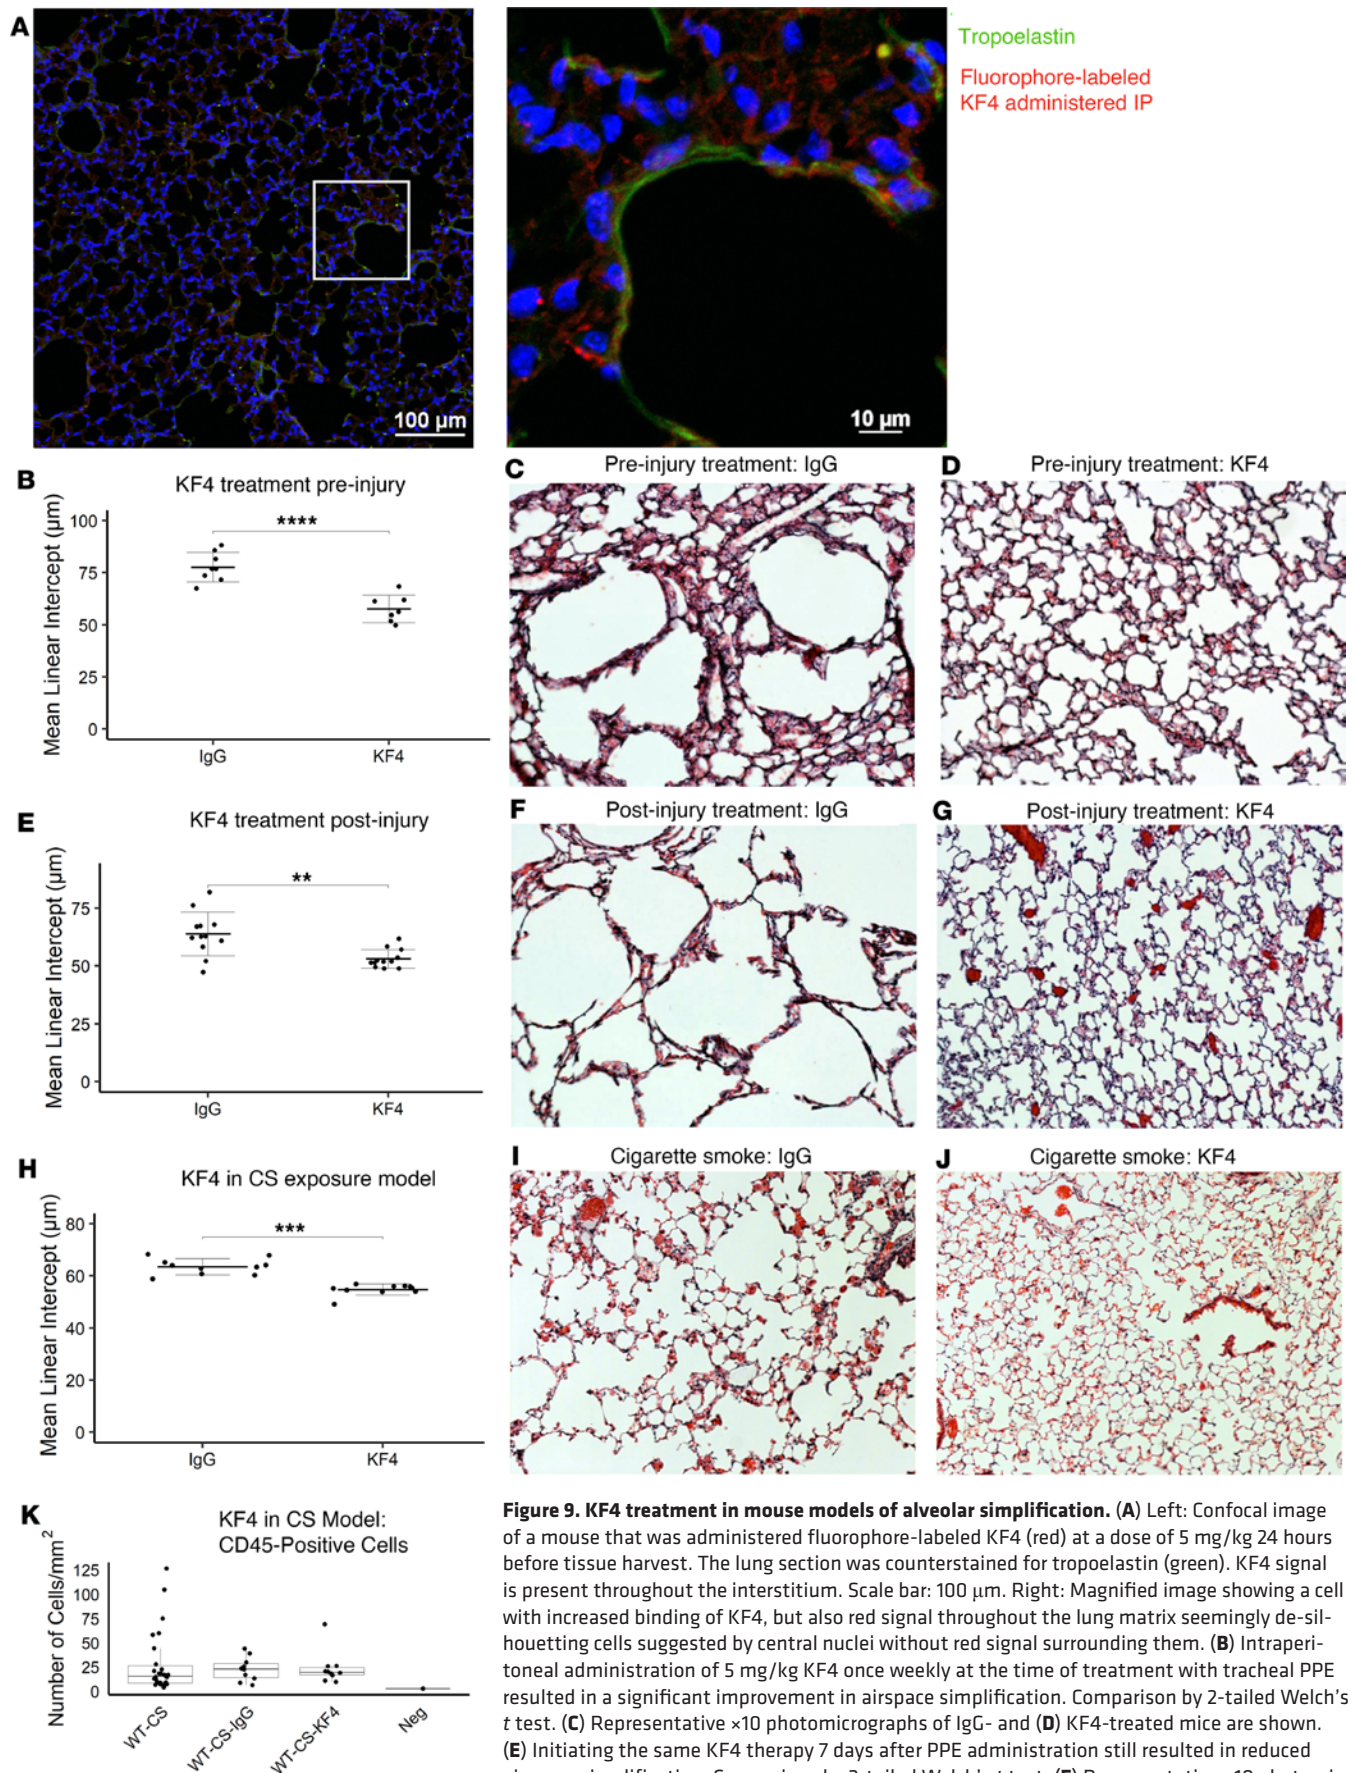 A
Tropoelastin
Fluorophore-labeled
KF4 administered IP
100 µm
10 µm
B
KF4 treatment pre-injury
Mean Linear Intercept (µm)
100
75
50
25
0
****
IgG
KF4
C
Pre-injury treatment: IgG
D
Pre-injury treatment: KF4
E
KF4 treatment post-injury
Mean Linear Intercept (µm)
75
50
25
0
**
IgG
KF4
F
Post-injury treatment: IgG
G
Post-injury treatment: KF4
H
KF4 in CS exposure model
Mean Linear Intercept (µm)
80
60
40
20
0
***
IgG
KF4
I
Cigarette smoke: IgG
J
Cigarette smoke: KF4
K
KF4 in CS Model:
CD45-Positive Cells
Number of Cells/mm²
125
100
75
50
25
0
WT-CS
WT-CS-IgG
WT-CS-KF4
Neg
Figure 9. KF4 treatment in mouse models of alveolar simplification. (A) Left: Confocal image
of a mouse that was administered fluorophore-labeled KF4 (red) at a dose of 5 mg/kg 24 hours
before tissue harvest. The lung section was counterstained for tropoelastin (green). KF4 signal
is present throughout the interstitium. Scale bar: 100 µm. Right: Magnified image showing a cell
with increased binding of KF4, but also red signal throughout the lung matrix seemingly de-sil-
houetting cells suggested by central nuclei without red signal surrounding them. (B) Intraperi-
toneal administration of 5 mg/kg KF4 once weekly at the time of treatment with tracheal PPE
resulted in a significant improvement in airspace simplification. Comparison by 2-tailed Welch's
t test. (C) Representative ×10 photomicrographs of IgG- and (D) KF4-treated mice are shown.
(E) Initiating the same KF4 therapy 7 days after PPE administration still resulted in reduced